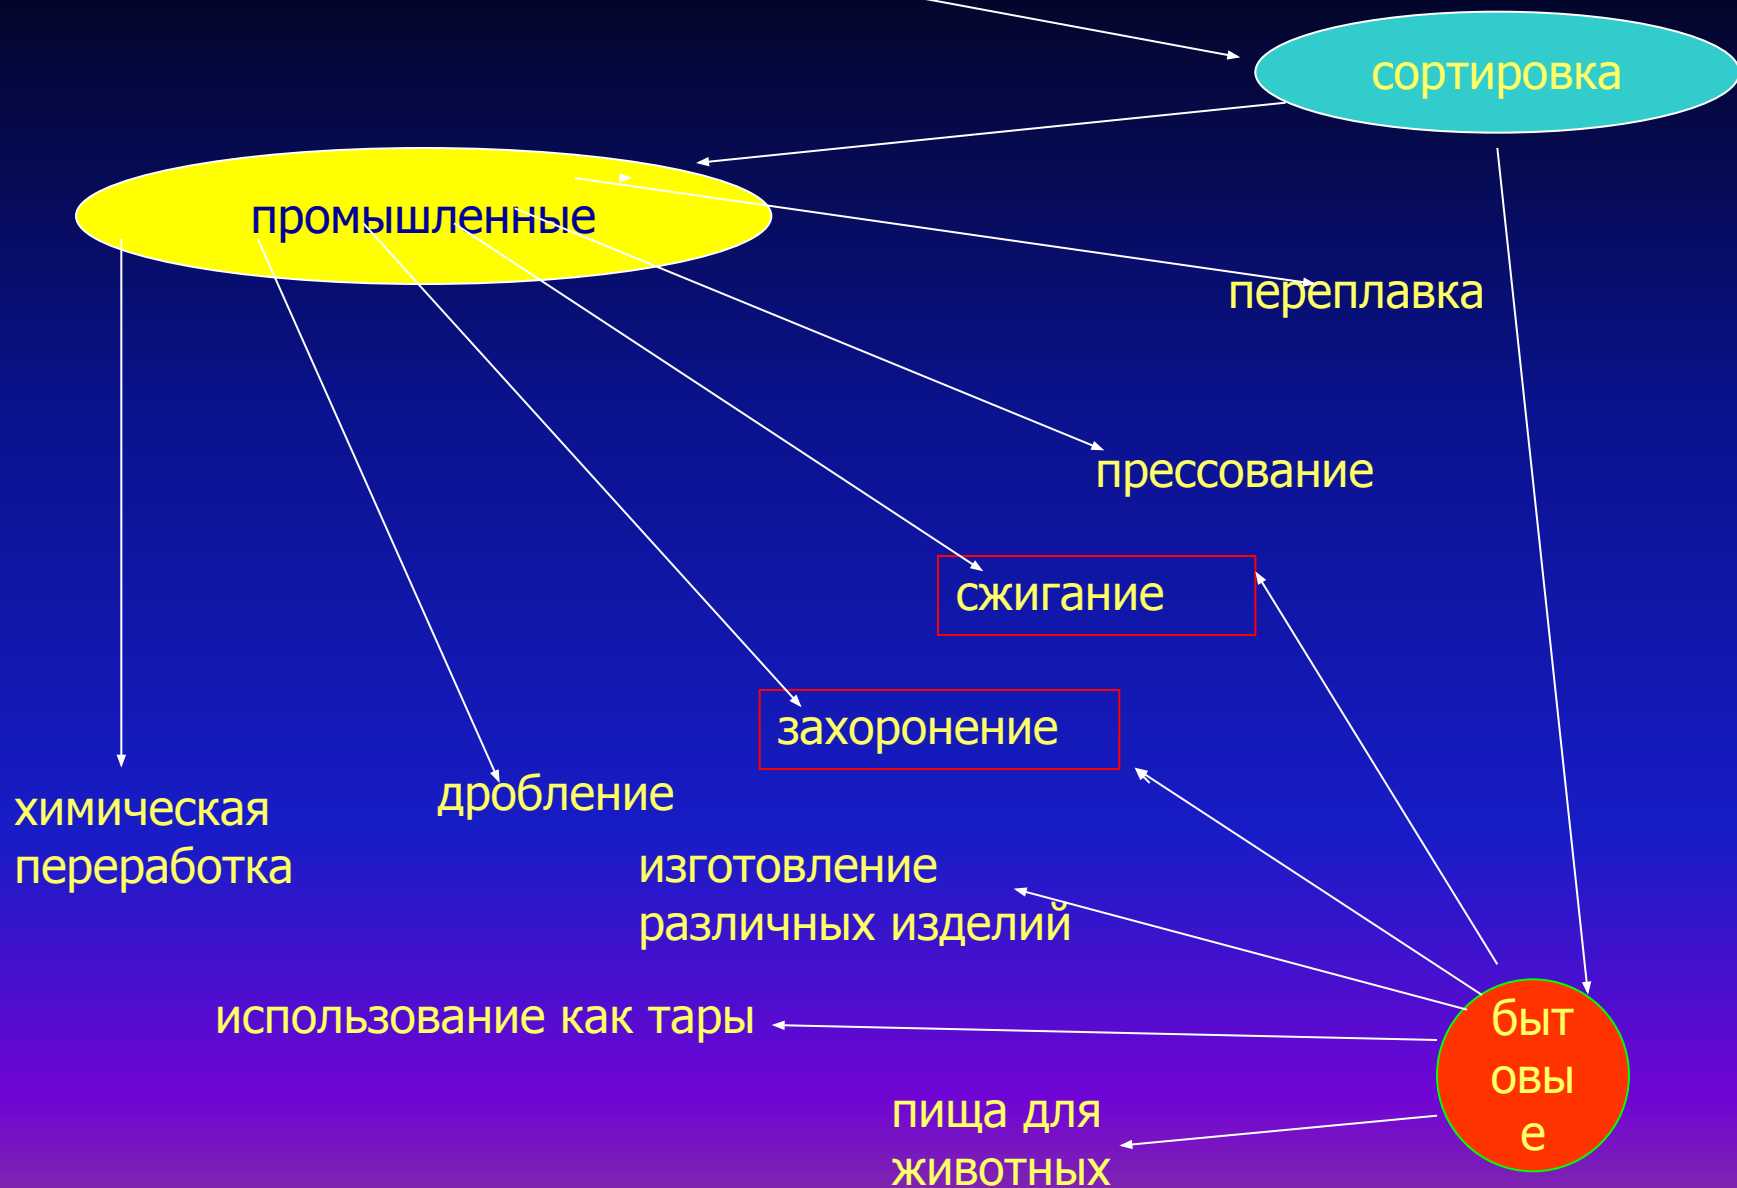 сортировка
промышленные
переплавка
прессование
сжигание
захоронение
дробление
химическая
переработка
изготовление
различных изделий
использование как тары
быт
овы
е
пища для
животных